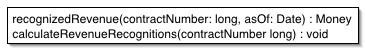 recognizedRevenue(contractNumber: long, asOf: Date) : Money
calculateRevenueRecognitions(contractNumber long) : void